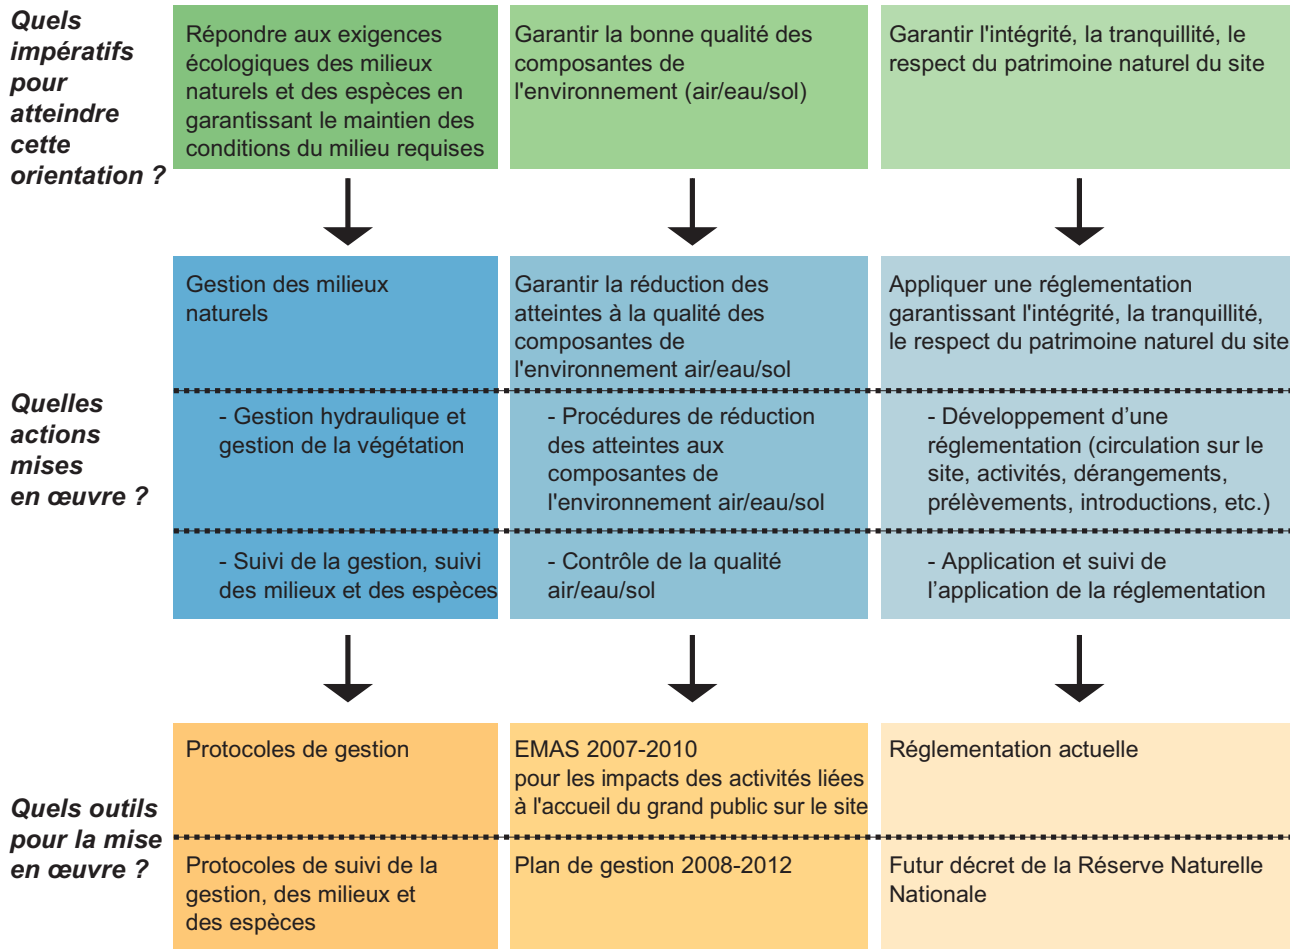 Quels
impératifs
pour
atteindre
cette
orientation ?
Répondre aux exigences
écologiques des milieux
naturels et des espèces en
garantissant le maintien des
conditions du milieu requises
Garantir la bonne qualité des
composantes de
l'environnement (air/eau/sol)
Garantir l'intégrité, la tranquillité, le
respect du patrimoine naturel du site
Quelles
actions
mises
en œuvre ?
Gestion des milieux
naturels
Garantir la réduction des
atteintes à la qualité des
composantes de
l'environnement air/eau/sol
Appliquer une réglementation
garantissant l'intégrité, la tranquillité,
le respect du patrimoine naturel du site
- Gestion hydraulique et
gestion de la végétation
- Procédures de réduction
des atteintes aux
composantes de
l'environnement air/eau/sol
- Développement d’une
réglementation (circulation sur le
site, activités, dérangements,
prélèvements, introductions, etc.)
- Suivi de la gestion, suivi
des milieux et des espèces
- Contrôle de la qualité
air/eau/sol
- Application et suivi de
l’application de la réglementation
Quels outils
pour la mise
en œuvre ?
Protocoles de gestion
EMAS 2007-2010
pour les impacts des activités liées
à l'accueil du grand public sur le site
Réglementation actuelle
Protocoles de suivi de la
gestion, des milieux et
des espèces
Plan de gestion 2008-2012
Futur décret de la Réserve Naturelle
Nationale